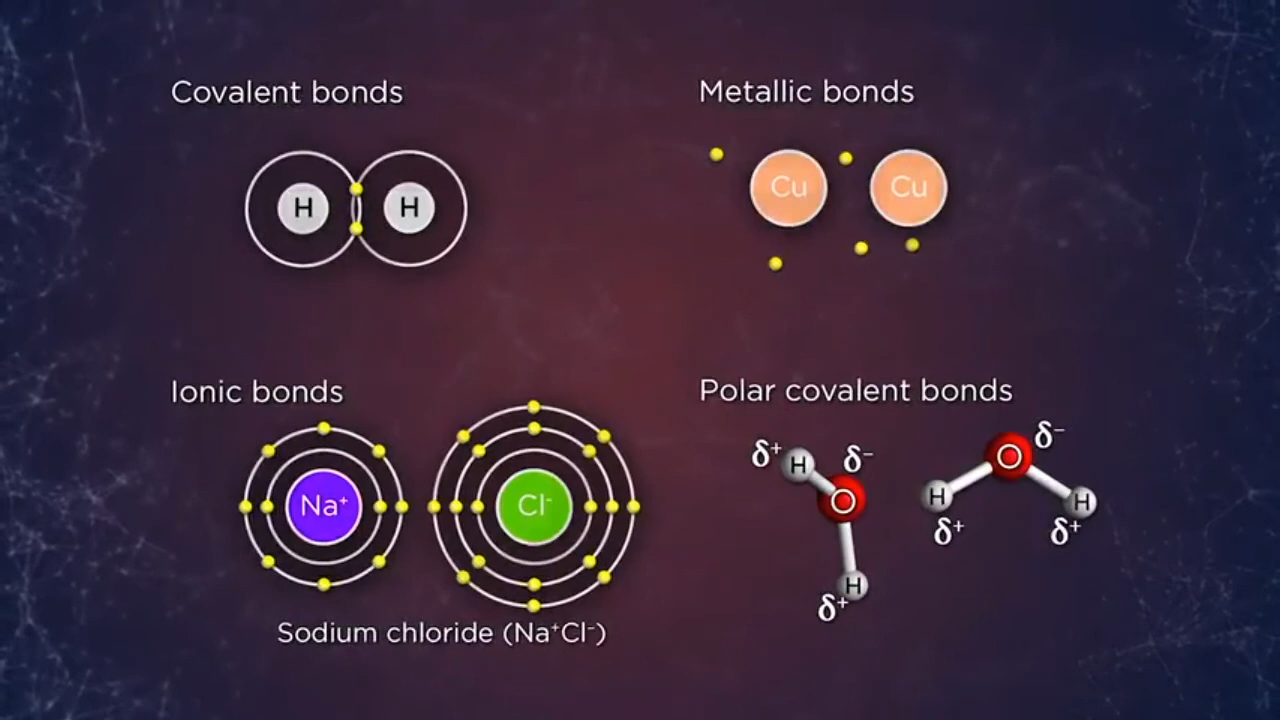 Covalent bonds
H H
Metallic bonds
Cu Cu
Ionic bonds
Na⁺ Cl⁻
Sodium chloride (Na⁺Cl⁻)
Polar covalent bonds
δ⁺ H δ⁻ O H δ⁺
δ⁻ O H δ⁺ H δ⁺